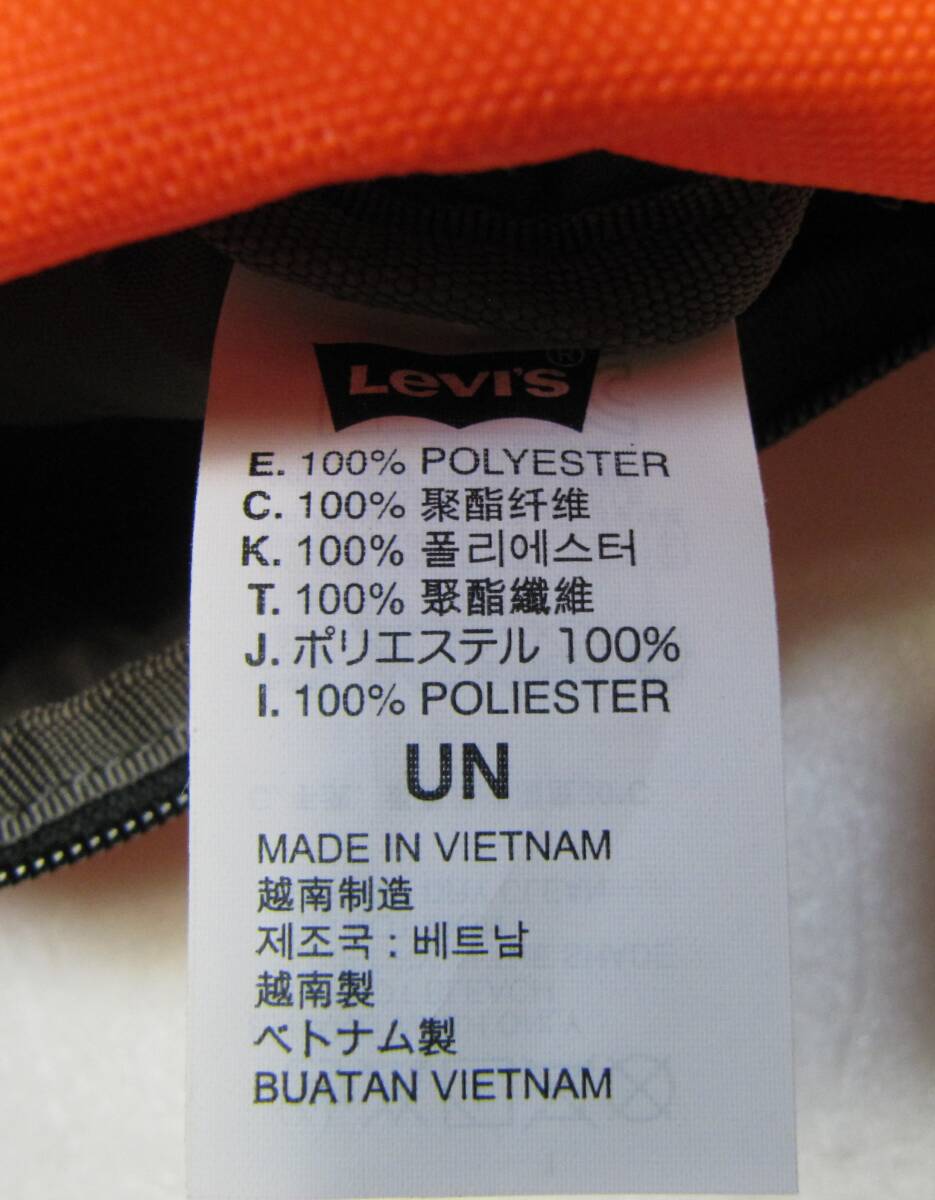 LEVI'S ®
E. 100% POLYESTER
C. 100% 聚酯纤维
K. 100% 폴리에스터
T. 100% 聚酯纖維
J. ポリエステル 100%
I. 100% POLIESTER
UN
MADE IN VIETNAM
越南制造
제조국 : 베트남
越南製
ベトナム製
BUATAN VIETNAM